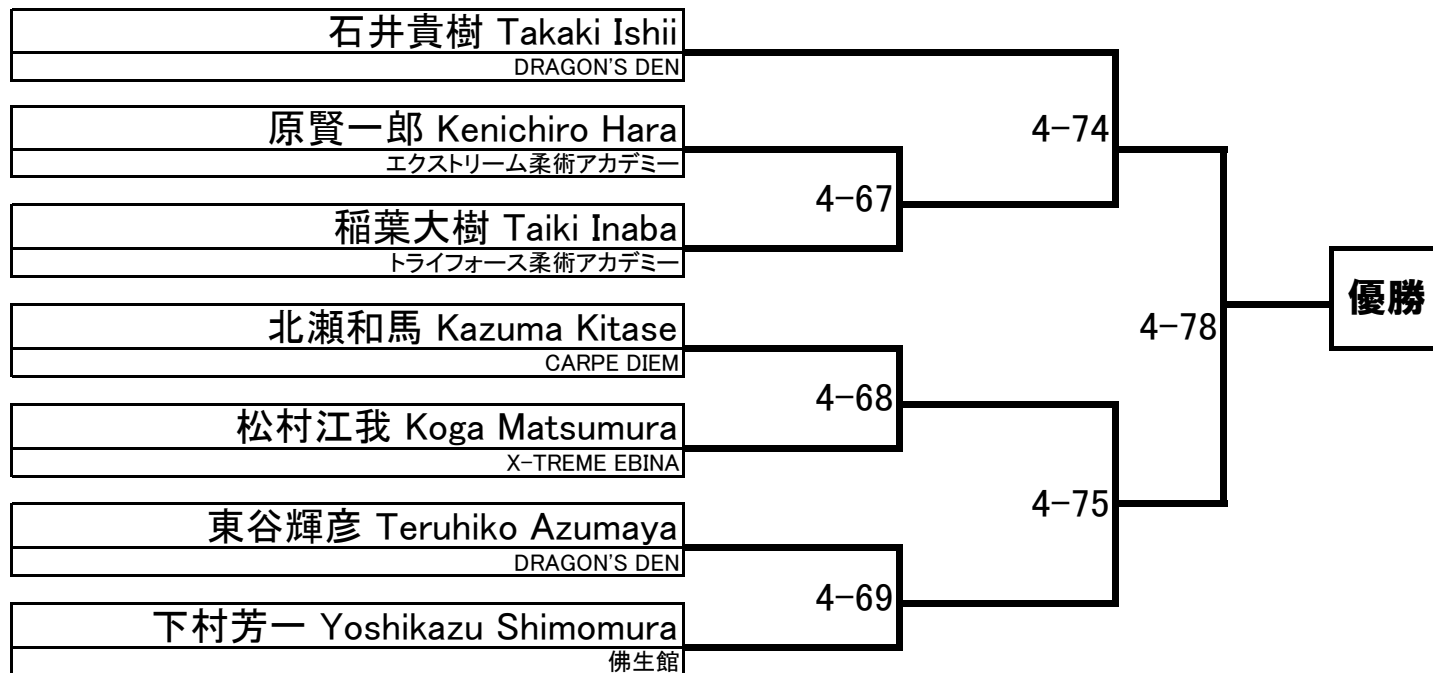 石井貴樹 Takaki Ishii
DRAGON'S DEN
原賢一郎 Kenichiro Hara
エクストリーム柔術アカデミー
4-74
4-67
稲葉大樹 Taiki Inaba
トライフォース柔術アカデミー
優勝
北瀬和馬 Kazuma Kitase
CARPE DIEM
4-78
4-68
松村江我 Koga Matsumura
X-TREME EBINA
4-75
東谷輝彦 Teruhiko Azumaya
DRAGON'S DEN
4-69
下村芳一 Yoshikazu Shimomura
佛生館